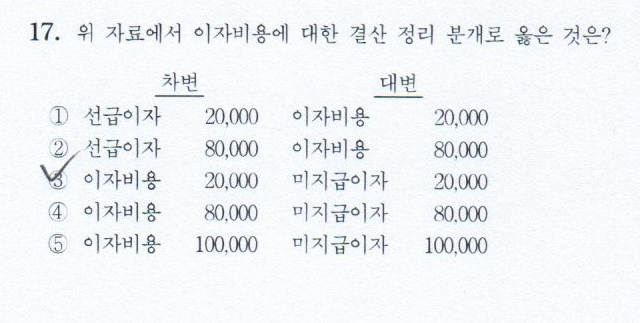 17. 위 자료에서 이자비용에 대한 결산 정리 분개로 옳은 것은?
차변 대변
① 선급이자 20,000 이자비용 20,000
② 선급이자 80,000 이자비용 80,000
③ 이자비용 20,000 미지급이자 20,000
④ 이자비용 80,000 미지급이자 80,000
⑤ 이자비용 100,000 미지급이자 100,000